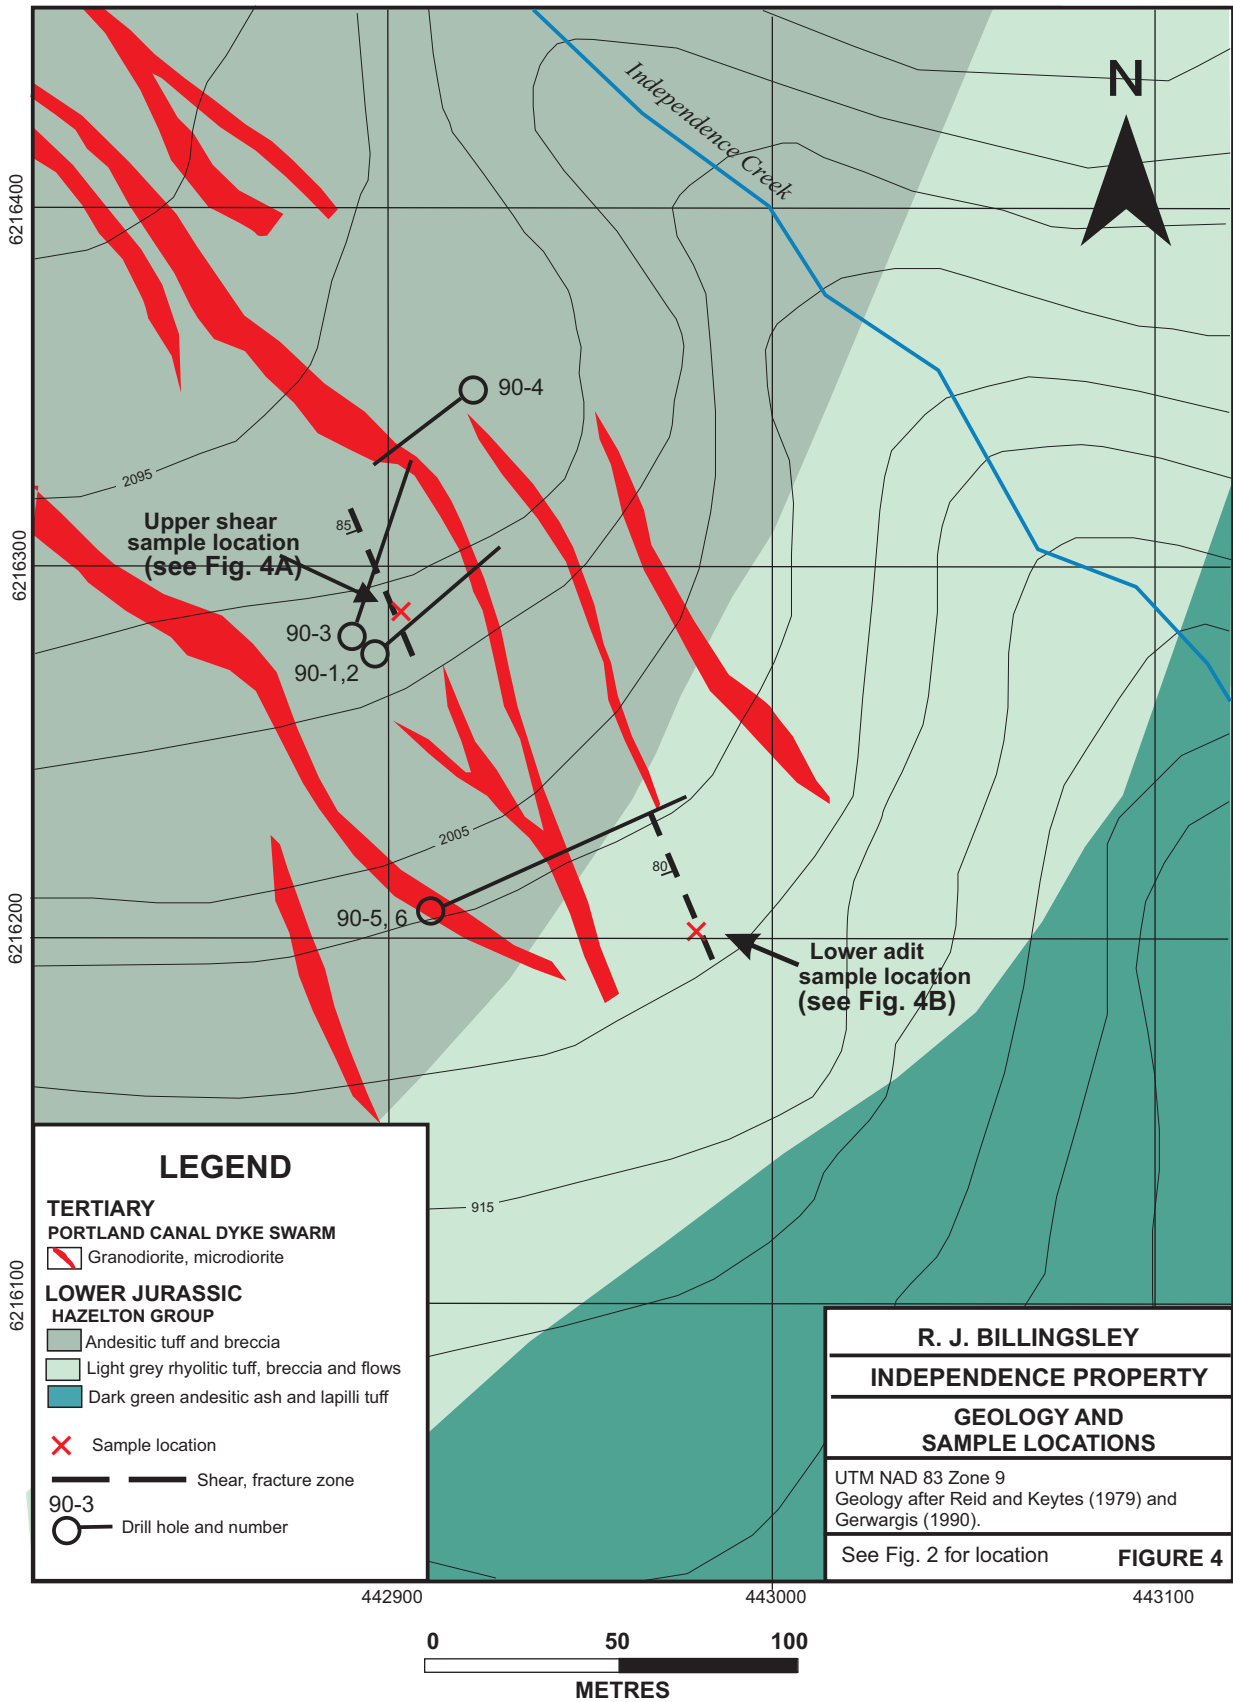 N
Independence Creek
6216400
90-4
2095
85
Upper shear
sample location
(see Fig. 4A)
6216300
90-3
90-1,2
2005
80
90-5, 6
6216200
Lower adit
sample location
(see Fig. 4B)
915
6216100
LEGEND
TERTIARY
PORTLAND CANAL DYKE SWARM
Granodiorite, microdiorite
LOWER JURASSIC
HAZELTON GROUP
Andesitic tuff and breccia
Light grey rhyolitic tuff, breccia and flows
Dark green andesitic ash and lapilli tuff
Sample location
Shear, fracture zone
90-3
Drill hole and number
R. J. BILLINGSLEY
INDEPENDENCE PROPERTY
GEOLOGY AND
SAMPLE LOCATIONS
UTM NAD 83 Zone 9
Geology after Reid and Keytes (1979) and
Gerwargis (1990).
See Fig. 2 for location FIGURE 4
442900 443000 443100
0 50 100
METRES